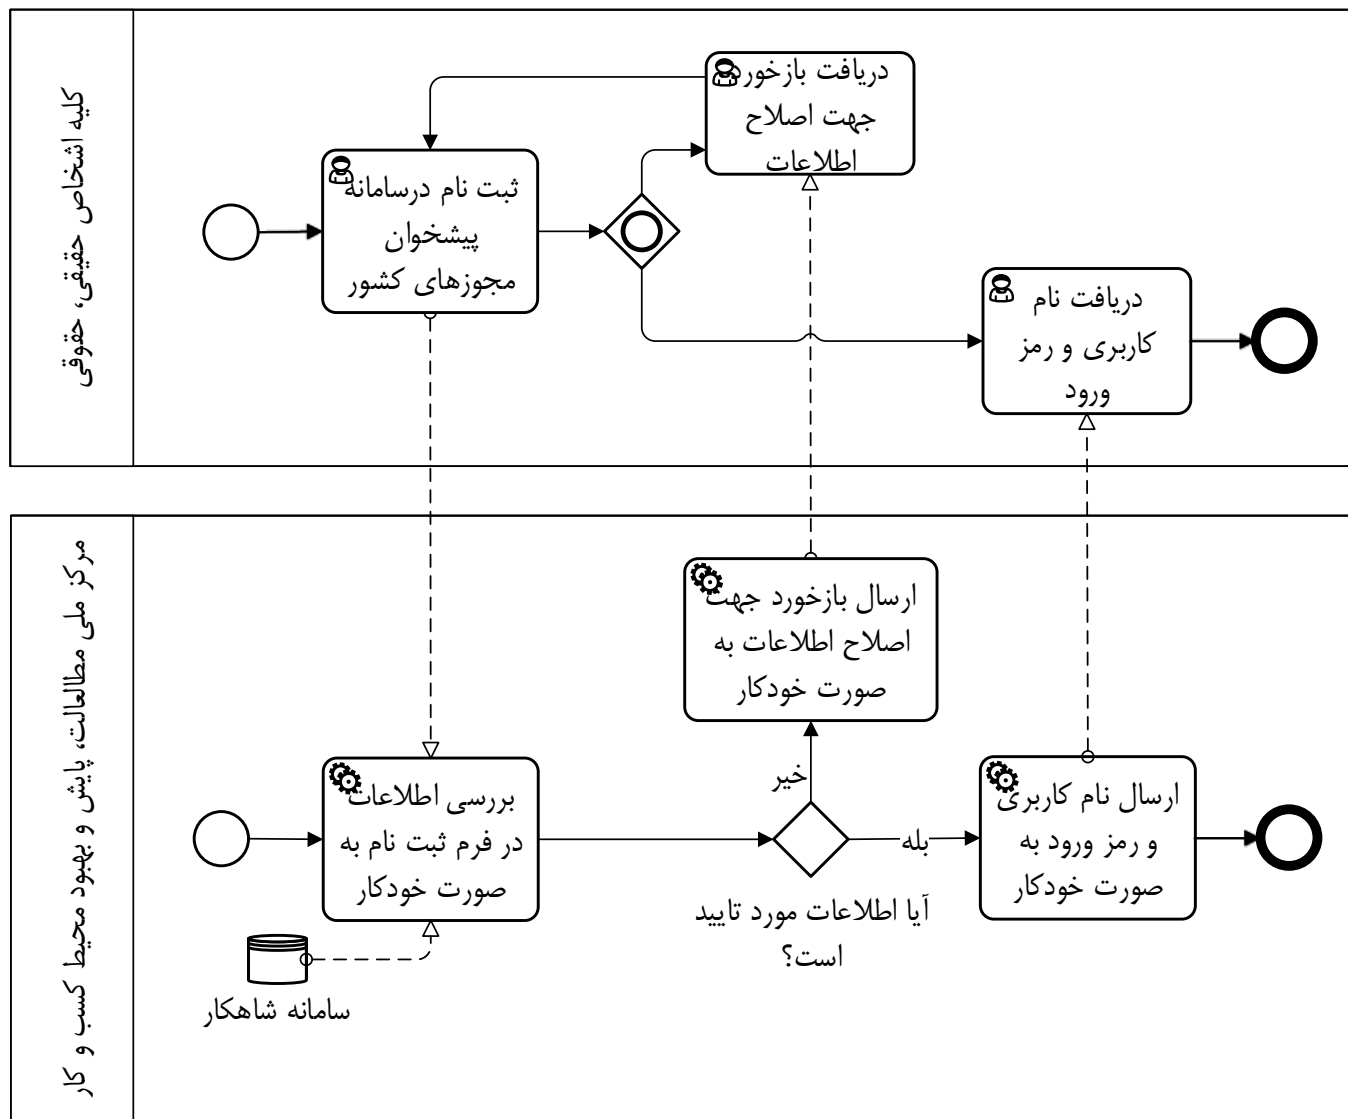 کلیه اشخاص حقیقی، حقوقی
دریافت بازخورد
جهت اصلاح
اطلاعات
ثبت نام درسامانه
پیشخوان
مجوزهای کشور
دریافت نام
کاربری و رمز
ورود
مرکز ملی مطالعالت، پایش و بهبود محیط کسب و کار
ارسال بازخورد جهت
اصلاح اطلاعات به
صورت خودکار
خیر
بررسی اطلاعات
در فرم ثبت نام به
صورت خودکار
بله
ارسال نام کاربری
و رمز ورود به
صورت خودکار
آیا اطلاعات مورد تایید
است؟
سامانه شاهکار